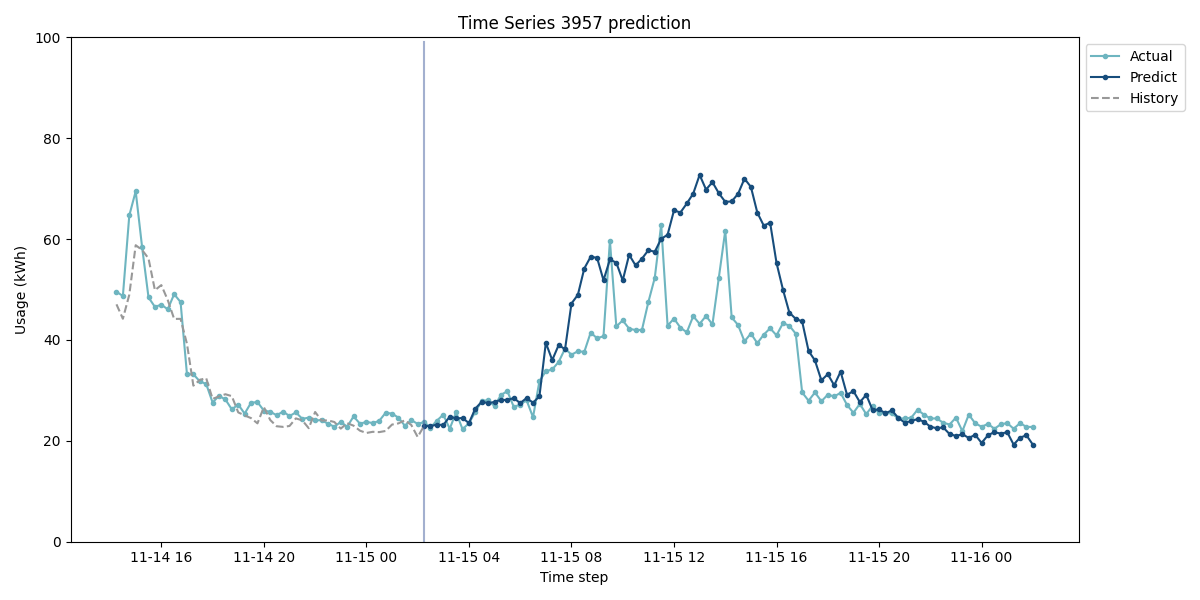 Time Series 3957 prediction
100
80
60
40
20
0
Usage (kWh)
11-14 16
11-14 20
11-15 00
11-15 04
11-15 08
11-15 12
11-15 16
11-15 20
11-16 00
Time step
Actual
Predict
History